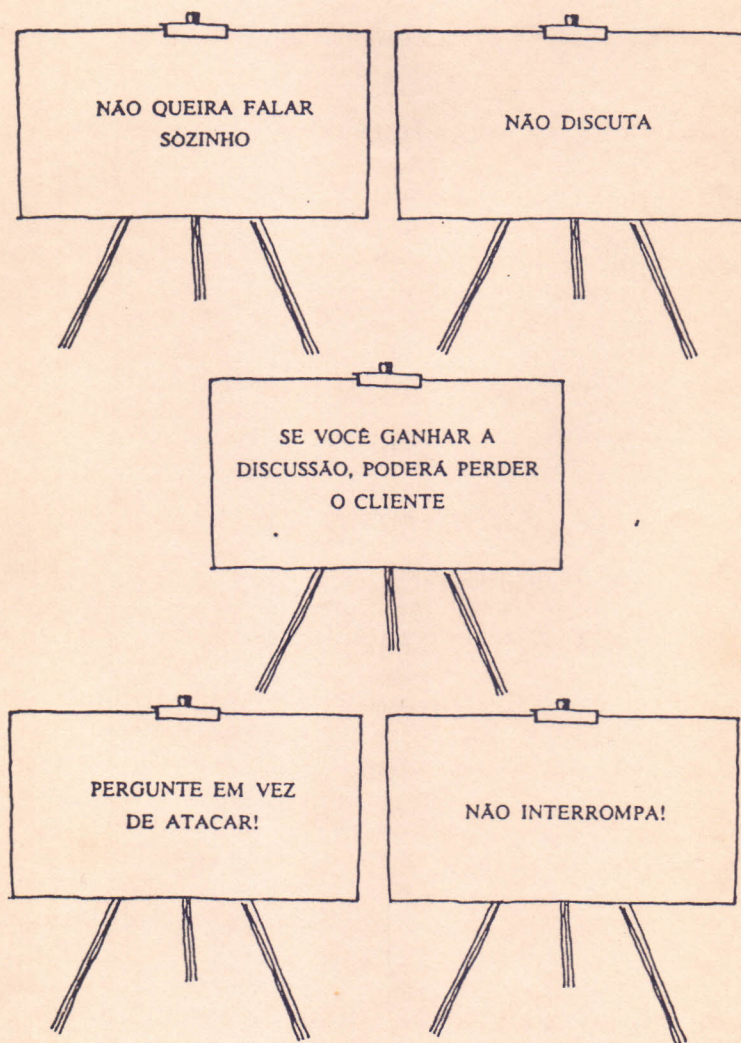 NÃO QUEIRA FALAR
SÒZINHO
NÃO DISCUTA
SE VOCÊ GANHAR A
DISCUSSÃO, PODERÁ PERDER
O CLIENTE
PERGUNTE EM VEZ
DE ATACAR!
NÃO INTERROMPA!